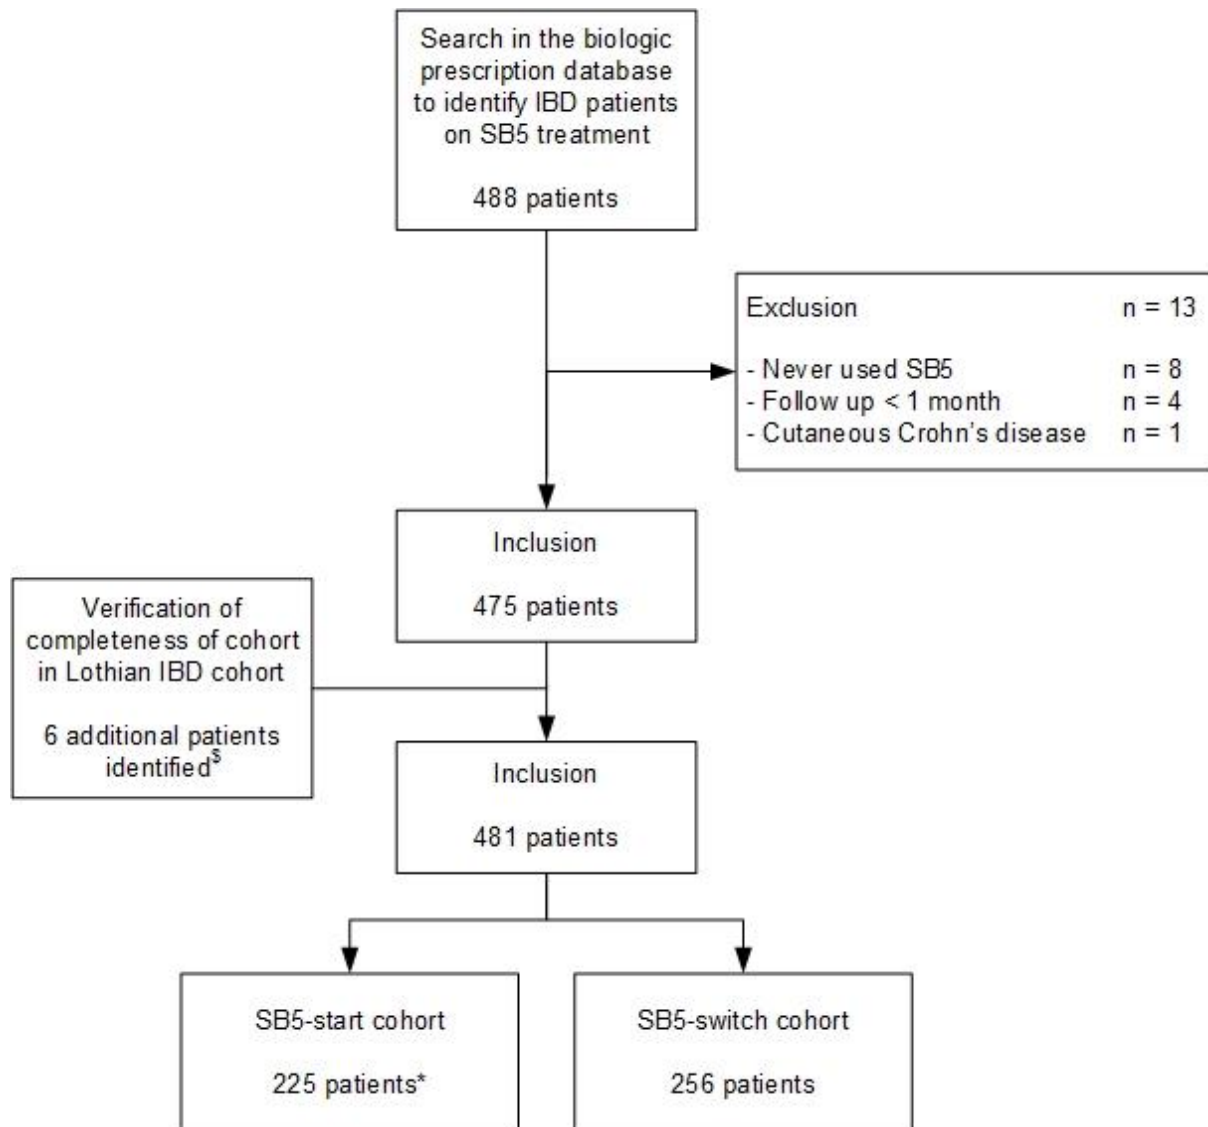 Search in the biologic
prescription database
to identify IBD patients
on SB5 treatment
488 patients
Exclusion n = 13
- Never used SB5 n = 8
- Follow up < 1 month n = 4
- Cutaneous Crohn's disease n = 1
Inclusion
475 patients
Verification of
completeness of cohort
in Lothian IBD cohort
6 additional patients
identified$
Inclusion
481 patients
SB5-start cohort
225 patients*
SB5-switch cohort
256 patients